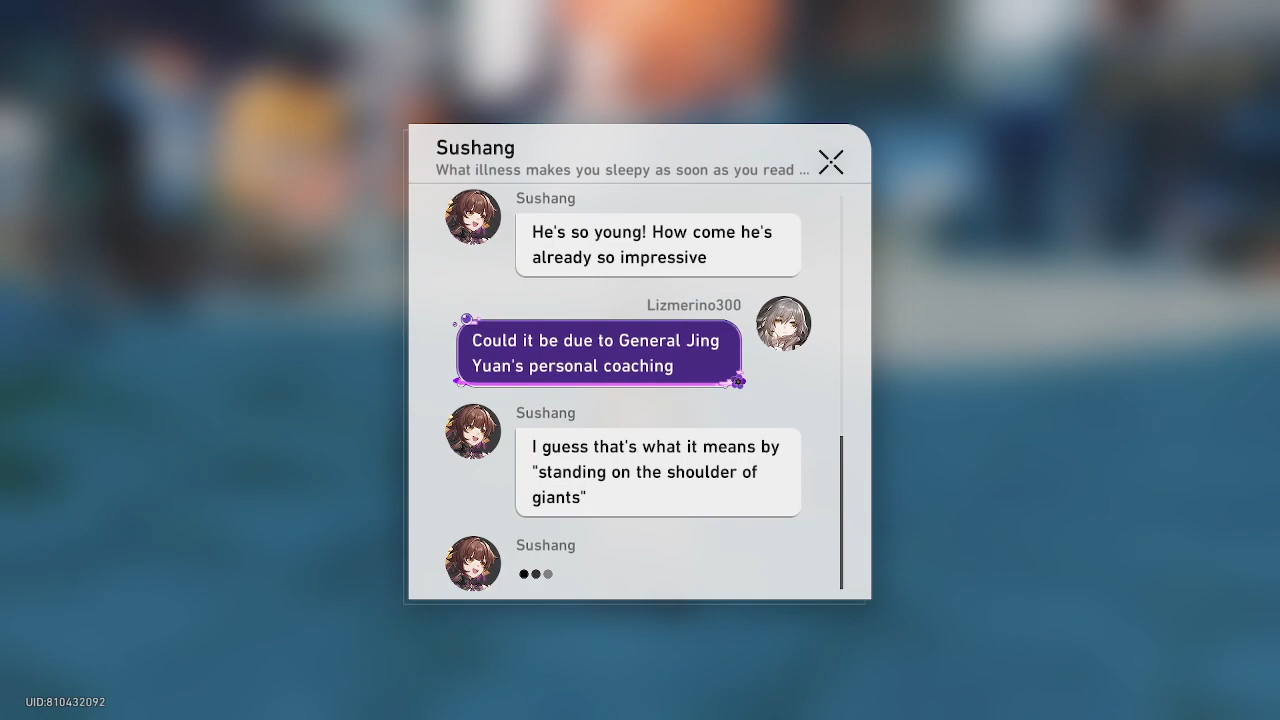 Sushang
What illness makes you sleepy as soon as you read ...
Sushang
He's so young! How come he's
already so impressive
Lizmerino300
Could it be due to General Jing
Yuan's personal coaching
Sushang
I guess that's what it means by
"standing on the shoulder of
giants"
Sushang
UID:810432092